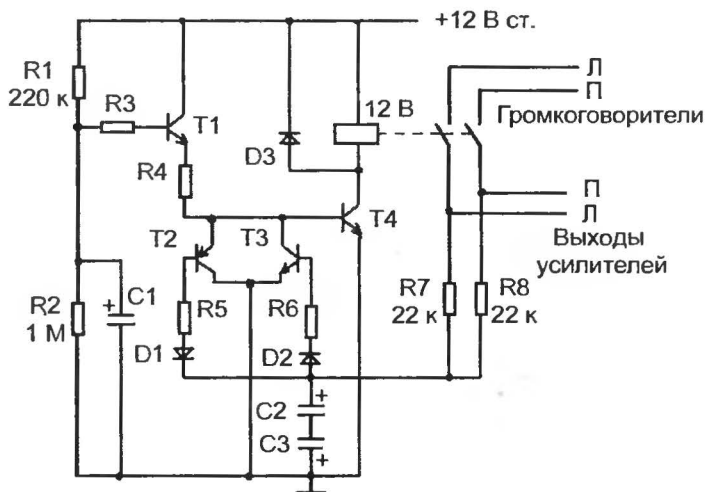 +12 В ст.
R1
220 к
R3
T1
D3
12 В
Л
П
Громкоговорители
R4
T2
T3
T4
П
Л
Выходы
усилителей
R2
1 М
C1
+
R5
R6
R7
22 к
R8
22 к
D1
D2
C2
+
C3
+